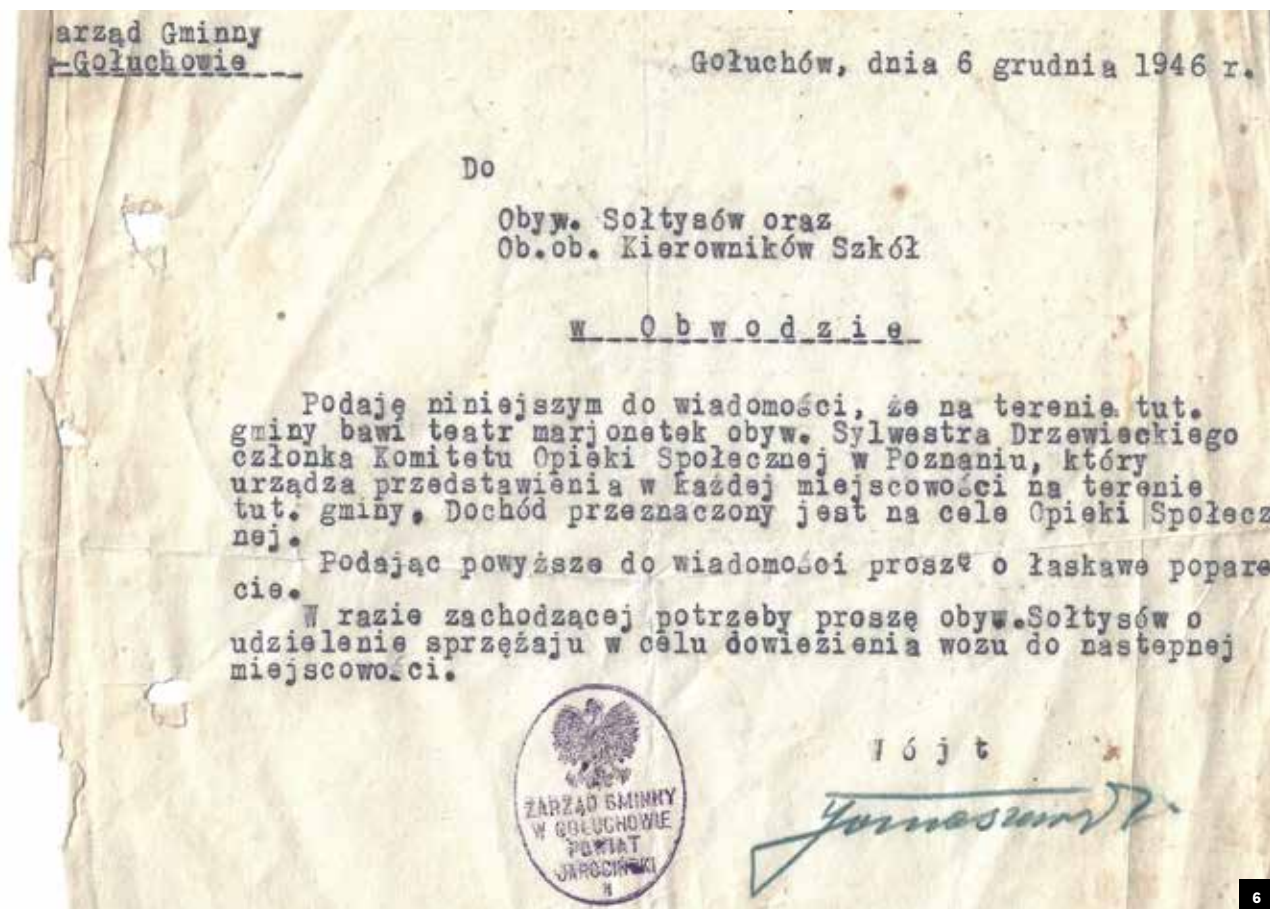 arząd Gminny
Gołuchowie
Gołuchów, dnia 6 grudnia 1946 r.
Do
Obyw. Sołtysów oraz
Ob.ob. Kierowników Szkół
w Obwodzie
Podaję niniejszym do wiadomości, że na terenie tut.
gminy bawi teatr marjonetek obyw. Sylwestra Drzewieckiego
członka Komitetu Opieki Społecznej w Poznaniu, który
urządza przedstawienia w każdej miejscowości na terenie
tut. gminy. Dochód przeznaczony jest na cele Opieki Społecz
nej.
Podając powyższe do wiadomości proszę o łaskawe popar
cie.
W razie zachodzącej potrzeby proszę obyw.Sołtysów o
udzielenie sprzężaju w celu dowiezienia wozu do nastepnej
miejscowości.
Wójt
ZARZĄD GMINNY
W GOŁUCHOWIE
POWIAT
JAROCIŃSKI
6